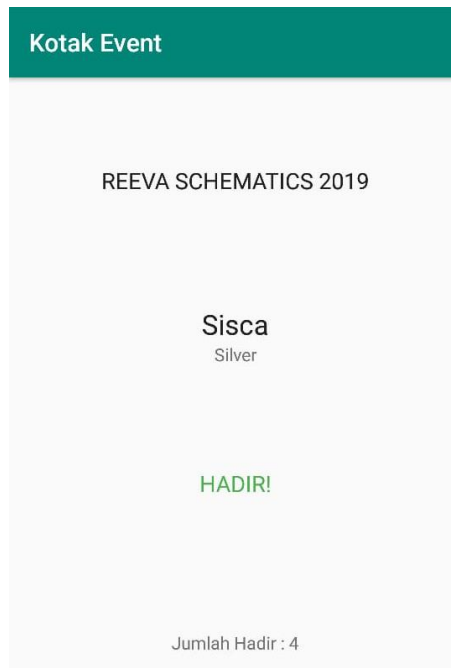 Kotak Event
REEVA SCHEMATICS 2019
Sisca
Silver
HADIR!
Jumlah Hadir : 4